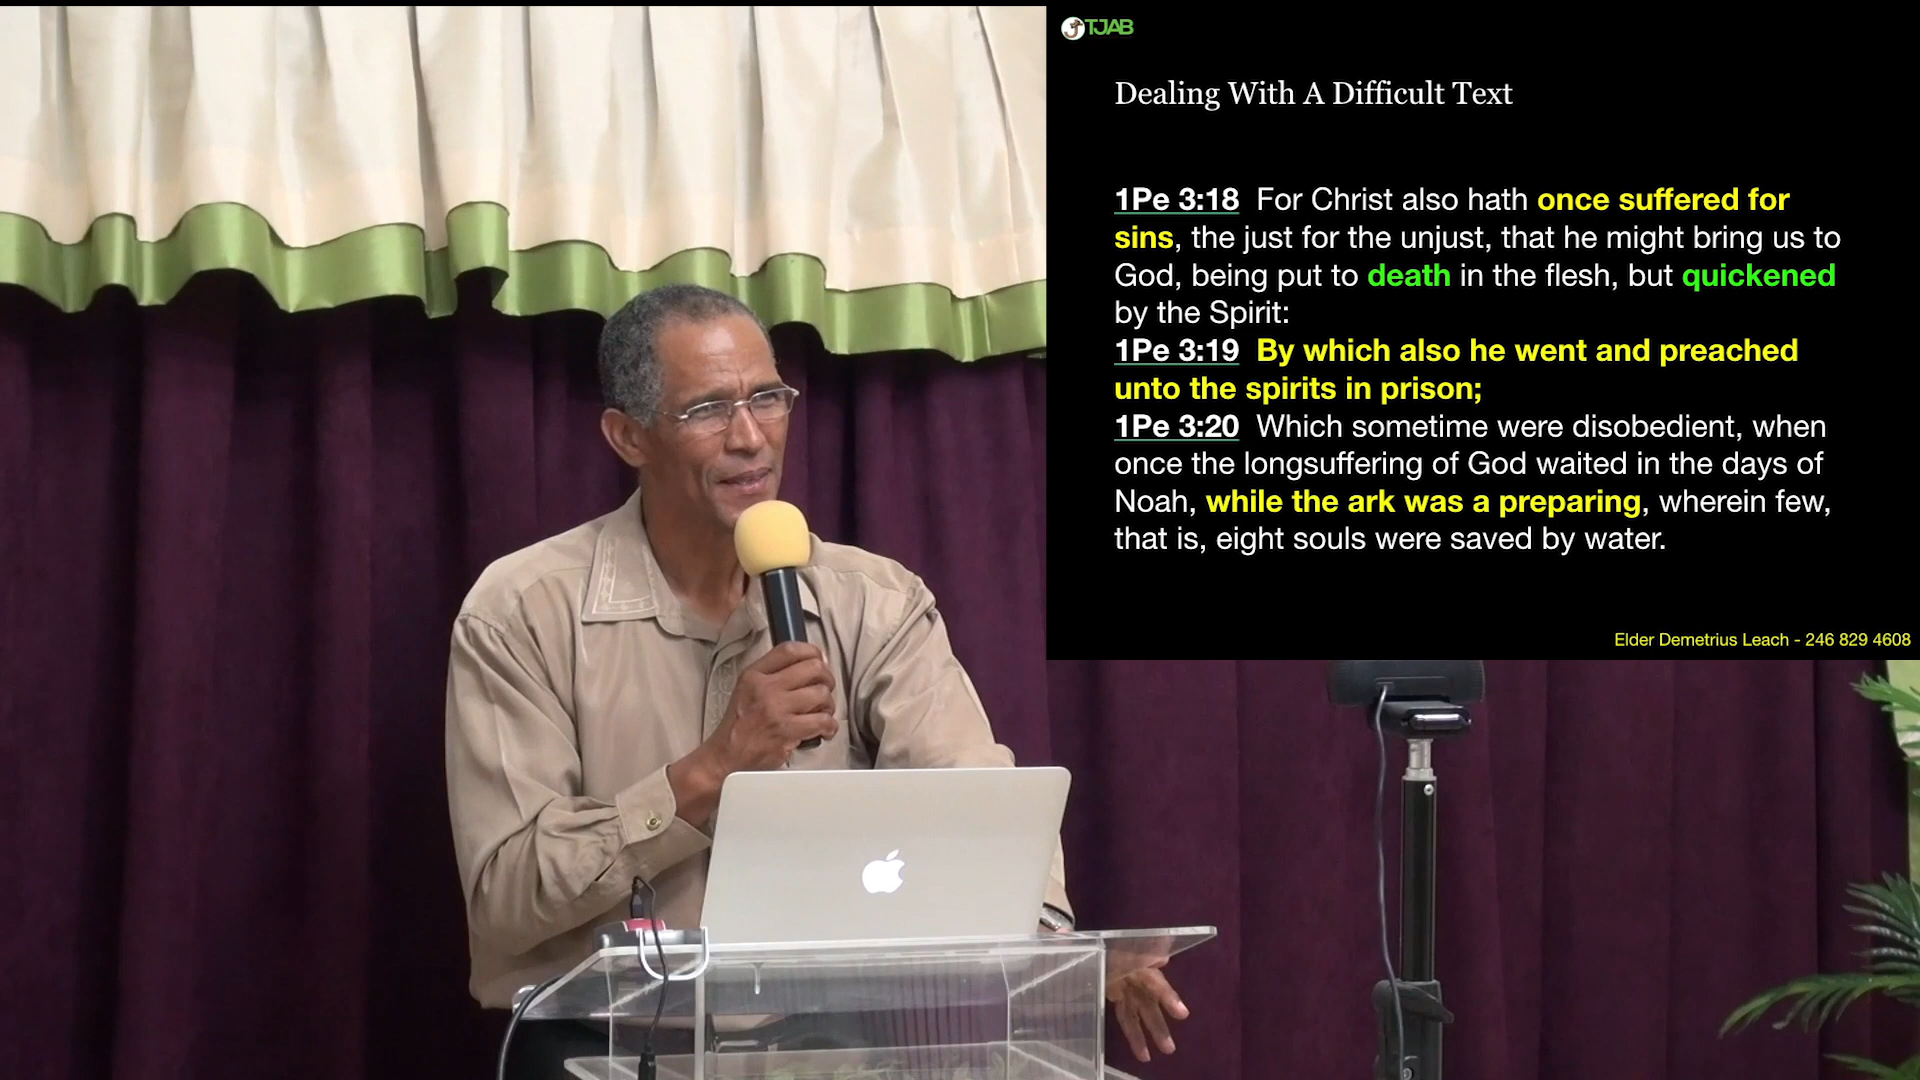 TJAB
Dealing With A Difficult Text
1Pe 3:18 For Christ also hath once suffered for
sins, the just for the unjust, that he might bring us to
God, being put to death in the flesh, but quickened
by the Spirit:
1Pe 3:19 By which also he went and preached
unto the spirits in prison;
1Pe 3:20 Which sometime were disobedient, when
once the longsuffering of God waited in the days of
Noah, while the ark was a preparing, wherein few,
that is, eight souls were saved by water.
Elder Demetrius Leach - 246 829 4608